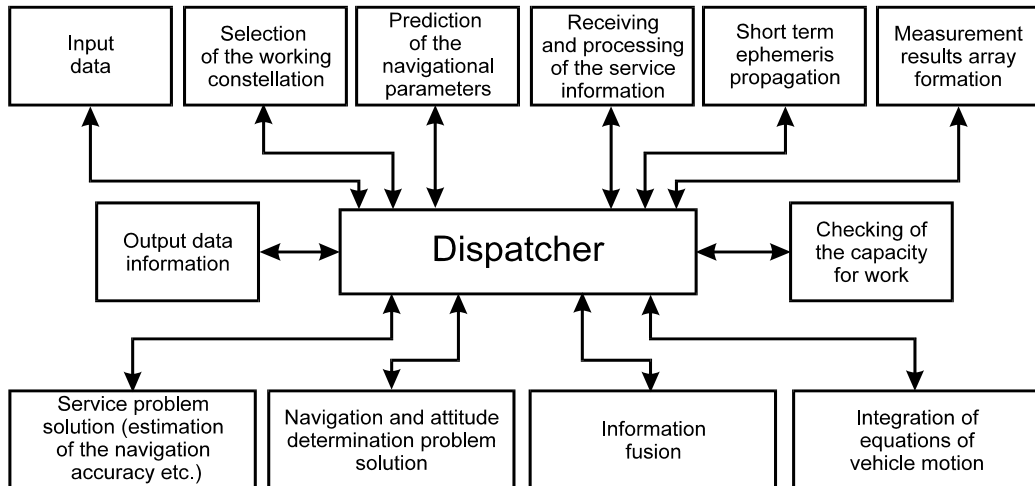 Input
data
Selection
of the working
constellation
Prediction
of the
navigational
parameters
Receiving
and processing
of the service
information
Short term
ephemeris
propagation
Measurement
results array
formation
Output data
information
Dispatcher
Checking of
the capacity
for work
Service problem
solution (estimation
of the navigation
accuracy etc.)
Navigation and attitude
determination problem
solution
Information
fusion
Integration of
equations of
vehicle motion